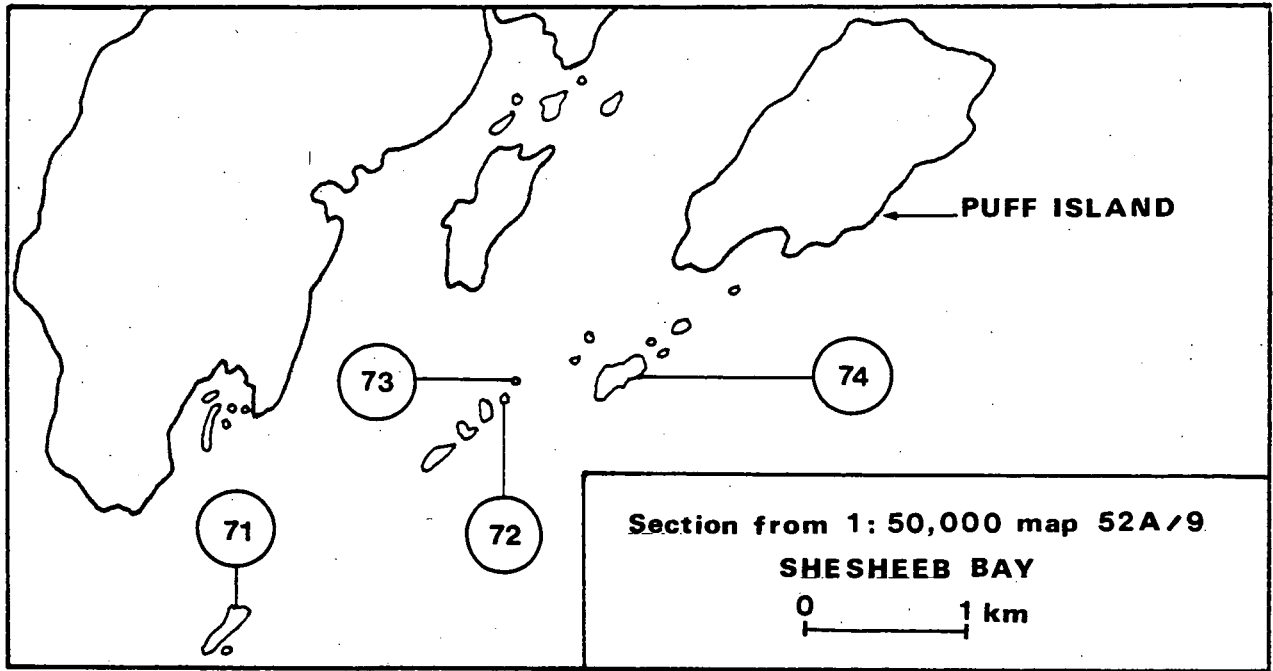 PUFF ISLAND
73
74
71
72
Section from 1:50,000 map 52A/9
SHESHEEB BAY
0 1 km